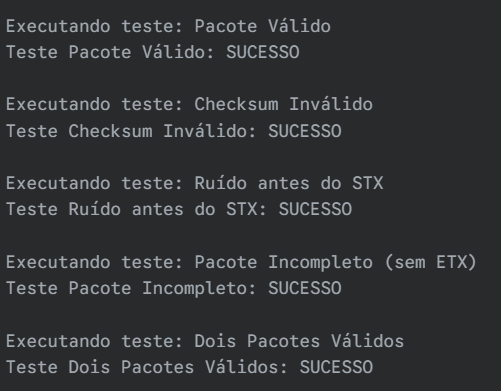 Executando teste: Pacote Válido
Teste Pacote Válido: SUCESSO
Executando teste: Checksum Inválido
Teste Checksum Inválido: SUCESSO
Executando teste: Ruído antes do STX
Teste Ruído antes do STX: SUCESSO
Executando teste: Pacote Incompleto (sem ETX)
Teste Pacote Incompleto: SUCESSO
Executando teste: Dois Pacotes Válidos
Teste Dois Pacotes Válidos: SUCESSO